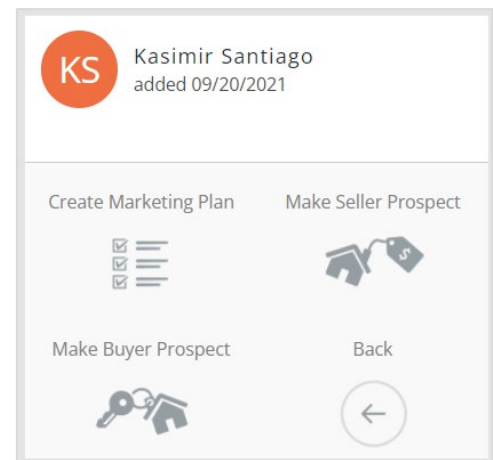 KS
Kasimir Santiago
added 09/20/2021
Create Marketing Plan
Make Seller Prospect
$
Make Buyer Prospect
Back